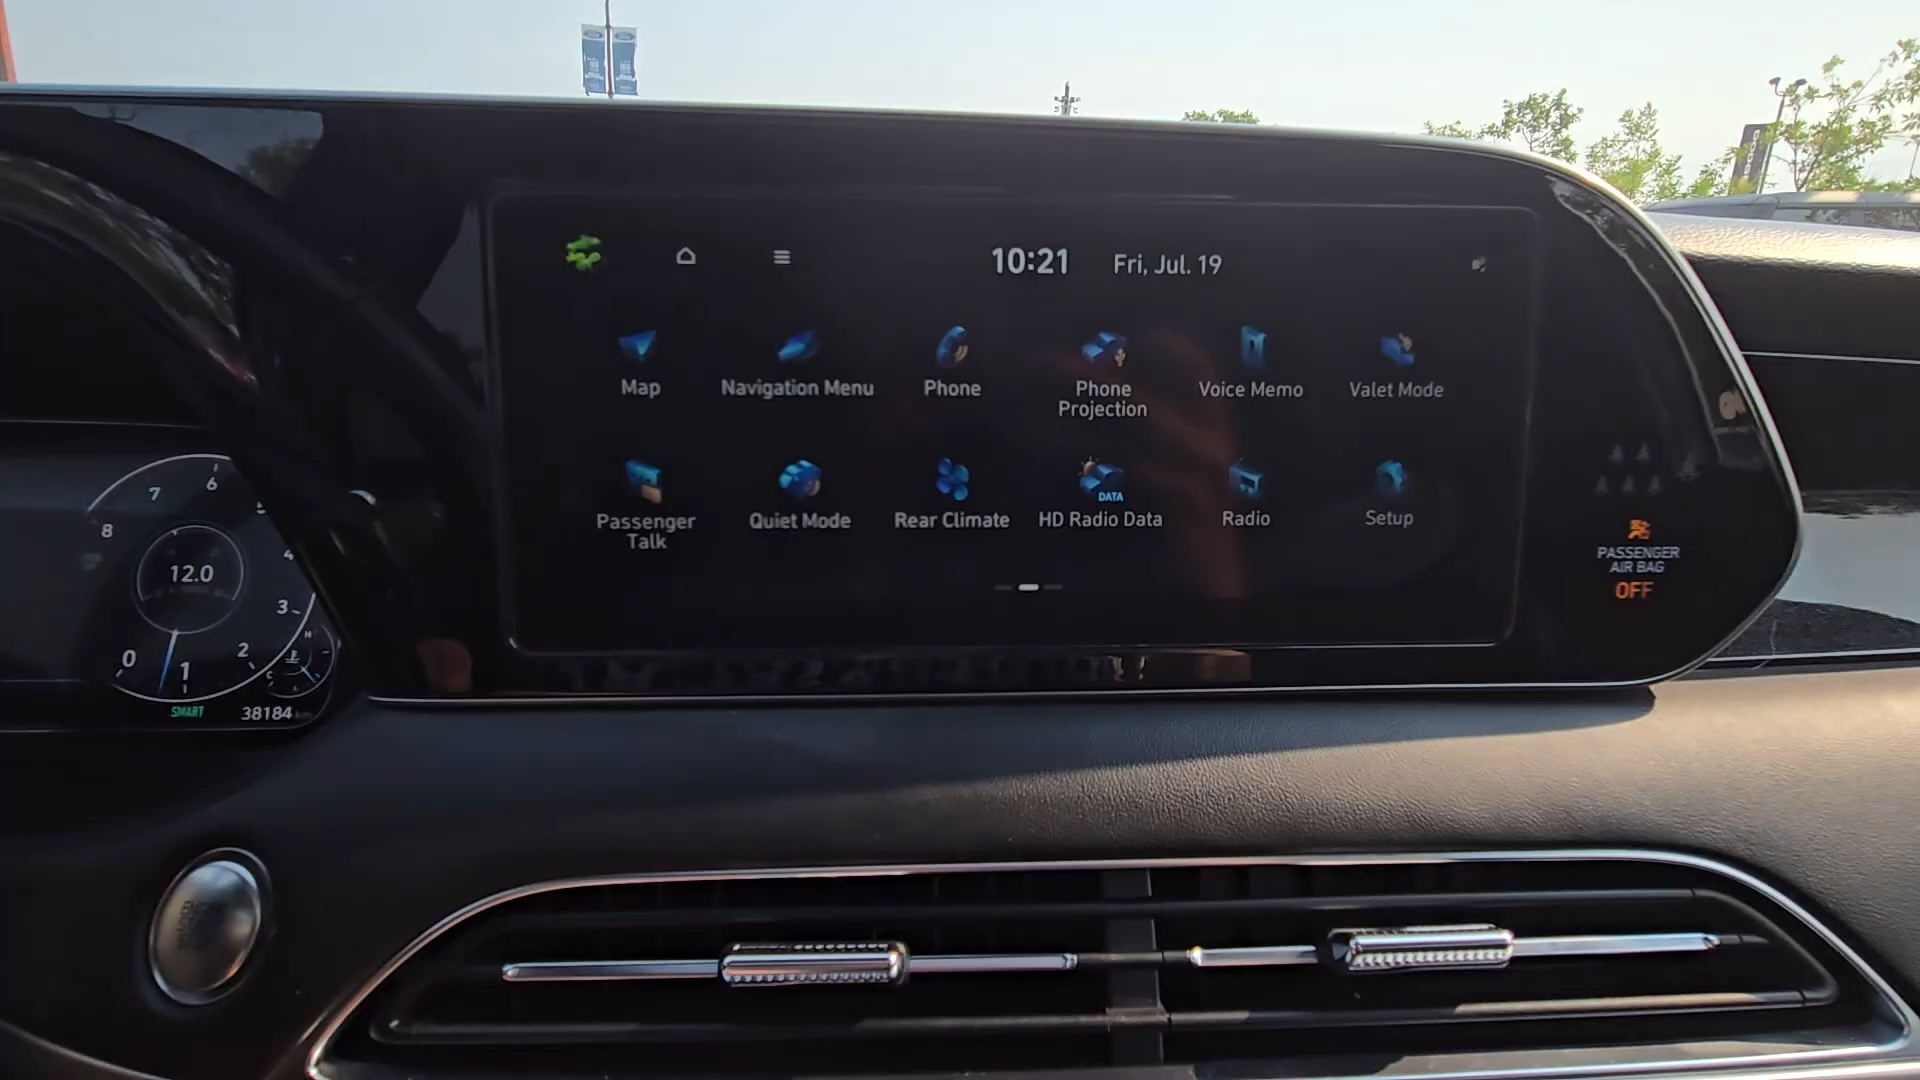 10:21 Fri, Jul. 19
Map
Navigation Menu
Phone
Phone
Projection
Voice Memo
Valet Mode
Passenger
Talk
Quiet Mode
Rear Climate
DATA
HD Radio Data
Radio
Setup
PASSENGER
AIR BAG
OFF
8
7
6
4
3
2
1
0
12.0
H
C
SMART
38184 km